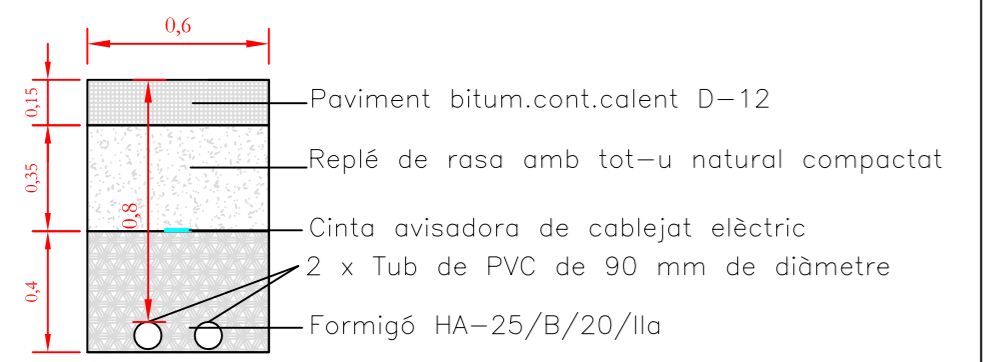 0,6
0,15
Paviment bitum.cont.calent D-12
0,35
Replé de rasa amb tot-u natural compactat
0,8
Cinta avisadora de cablejat elèctric
2 x Tub de PVC de 90 mm de diàmetre
0,4
Formigó HA-25/B/20/IIa